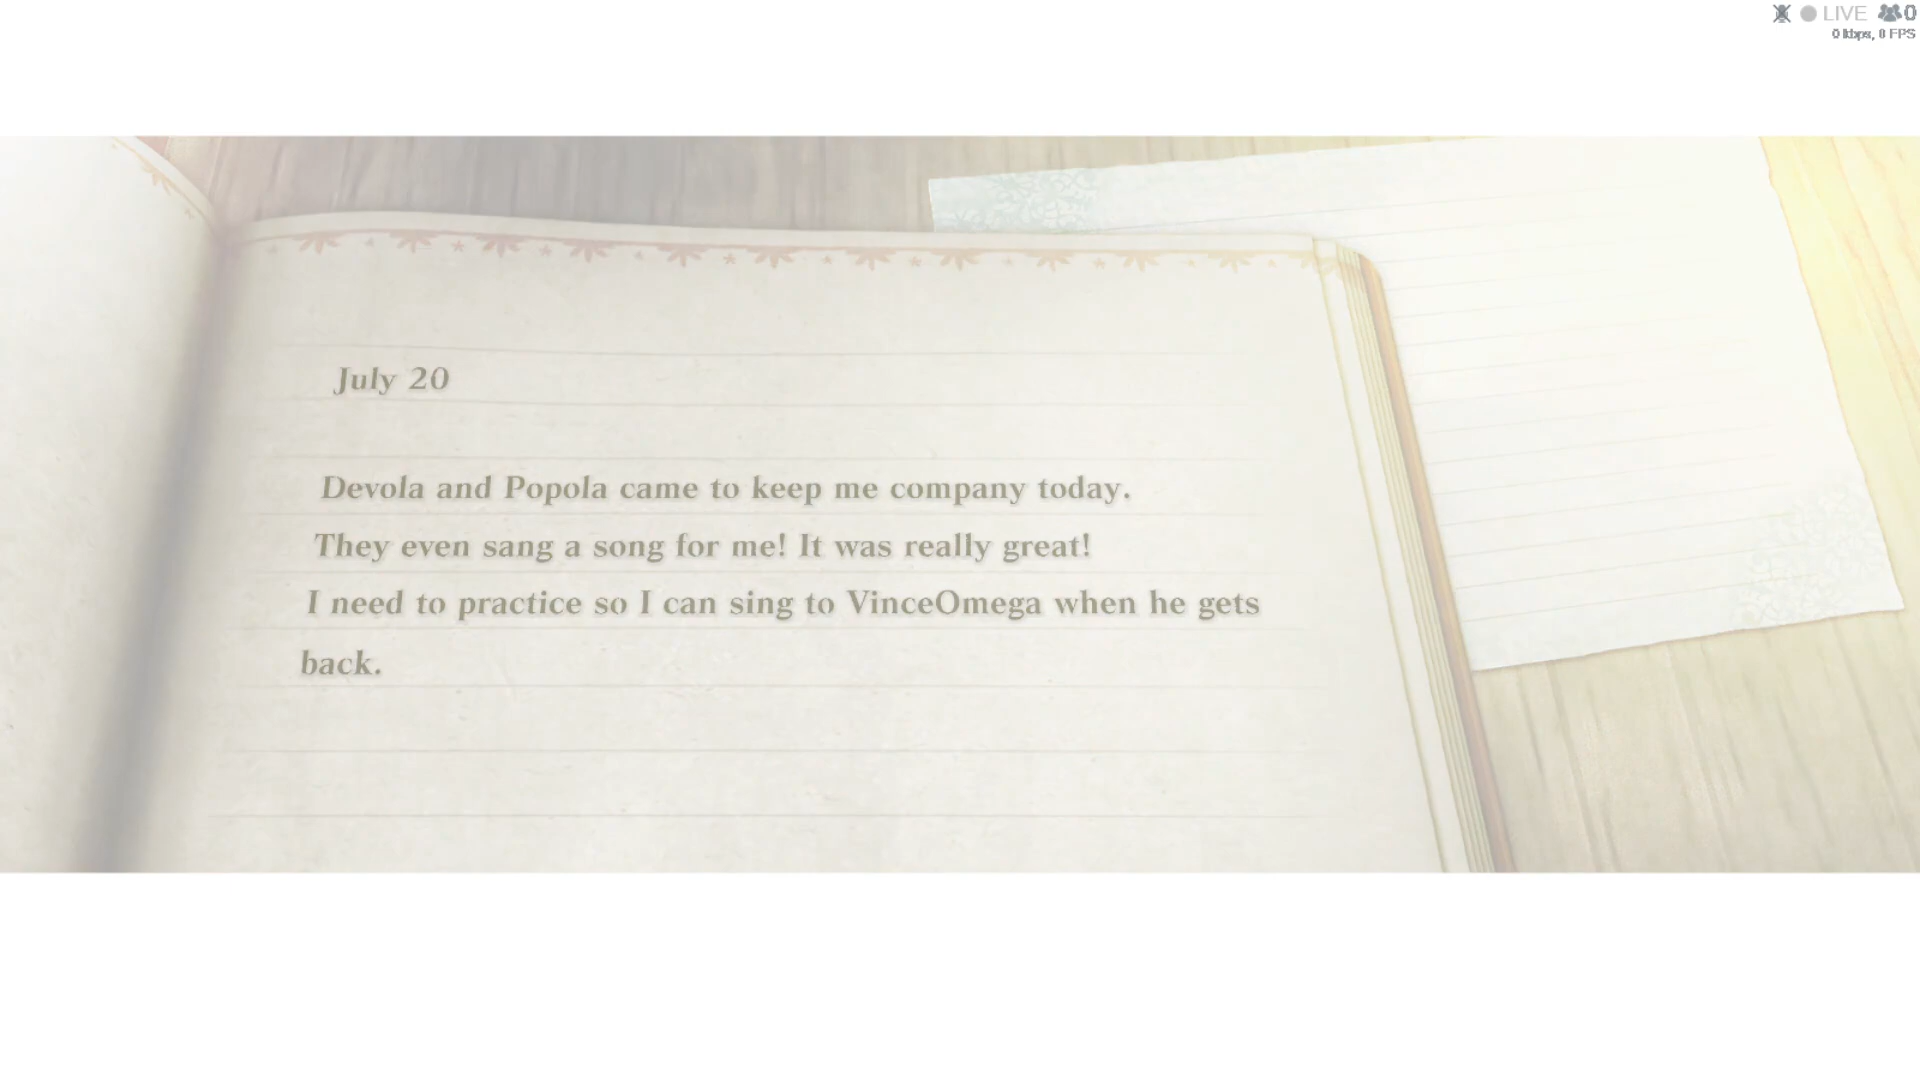 LIVE 0
0 kbps, 0 FPS
July 20
Devola and Popola came to keep me company today.
They even sang a song for me! It was really great!
I need to practice so I can sing to VinceOmega when he gets
back.